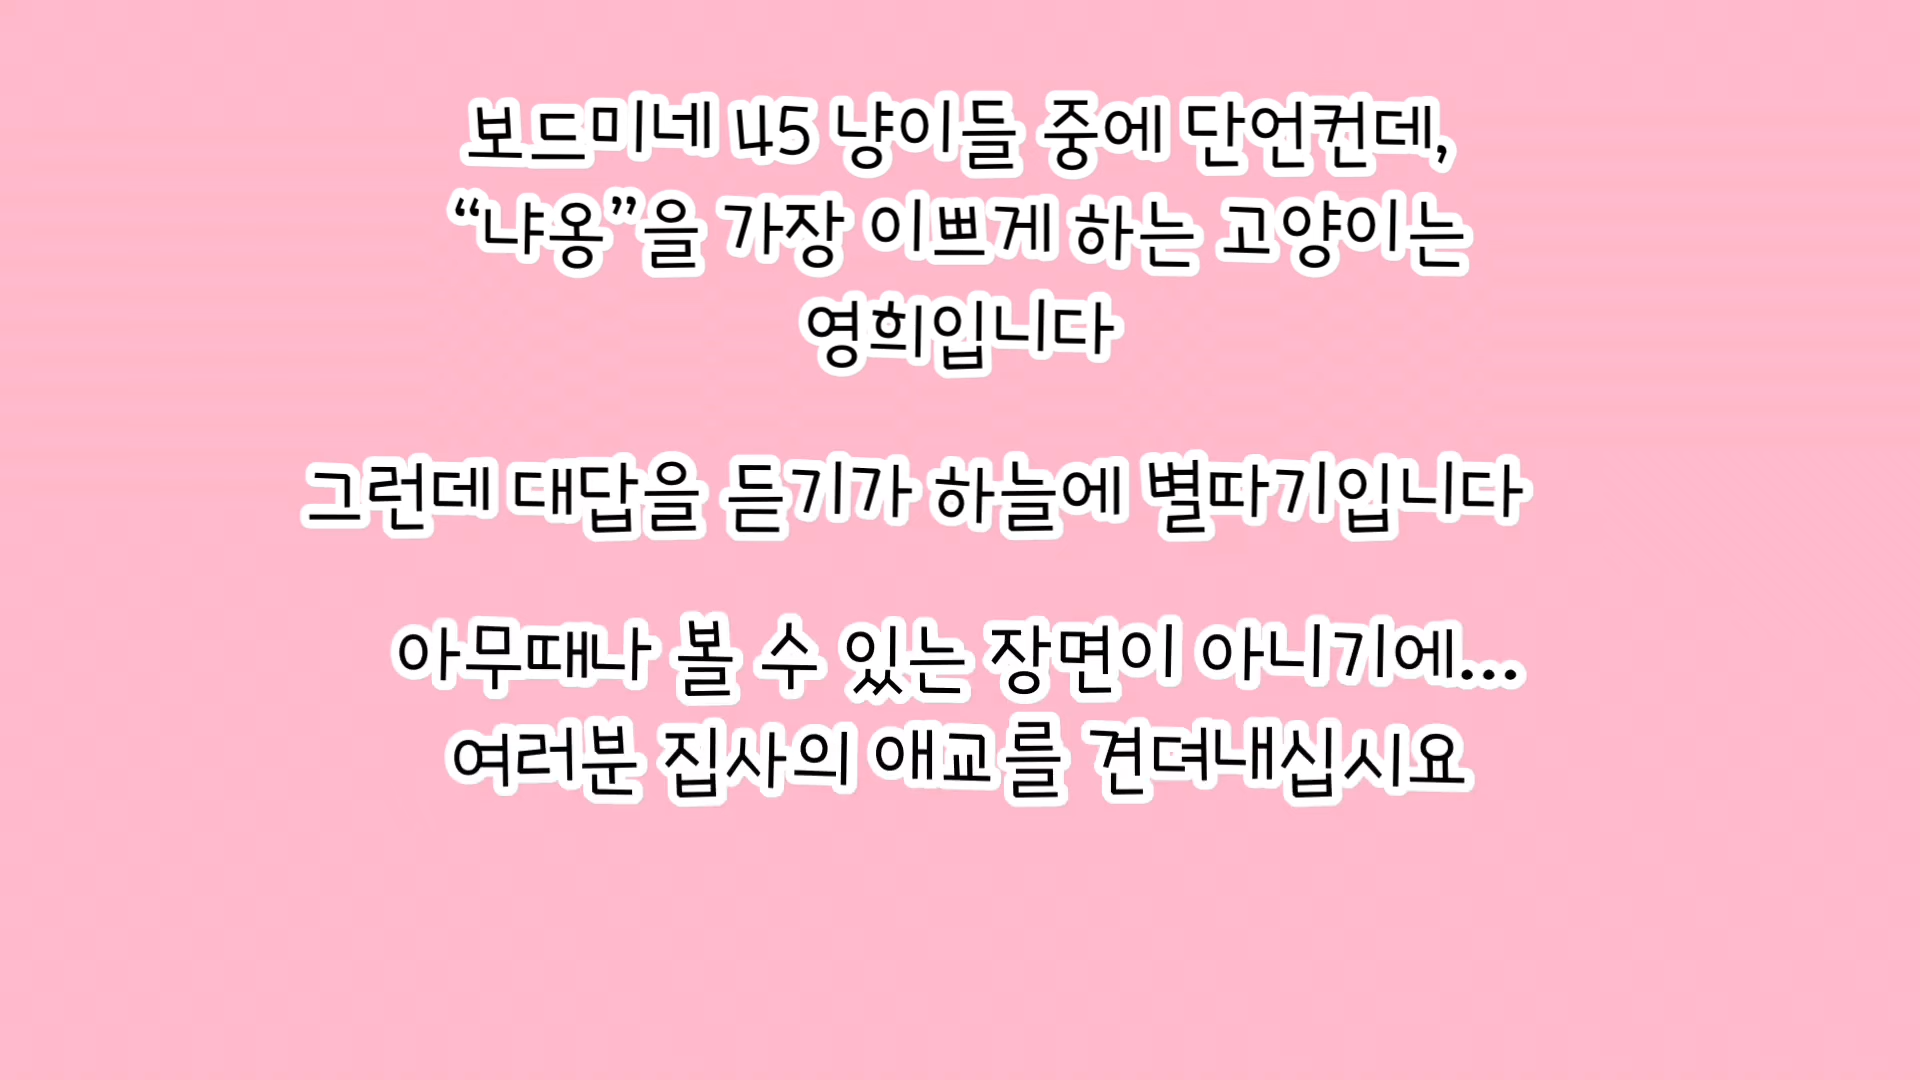 보드미네 45 냥이들 중에 단언컨데,
“냐옹”을 가장 이쁘게 하는 고양이는
영희입니다
그런데 대답을 듣기가 하늘에 별따기입니다
아무때나 볼 수 있는 장면이 아니기에...
여러분 집사의 애교를 견뎌내십시요